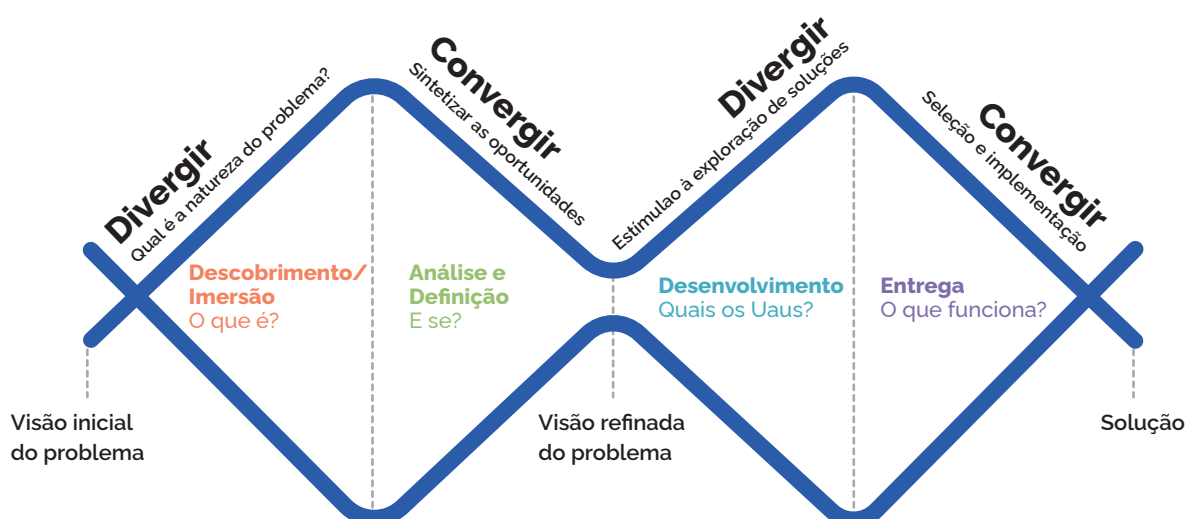 Divergir
Qual é a natureza do problema?
Convergir
Sintetizar as oportunidades
Divergir
Estímulao à exploração de soluções
Convergir
Seleção e implementação
Descobrimento/
Imersão
O que é?
Análise e
Definição
E se?
Desenvolvimento
Quais os Uaus?
Entrega
O que funciona?
Visão inicial
do problema
Visão refinada
do problema
Solução